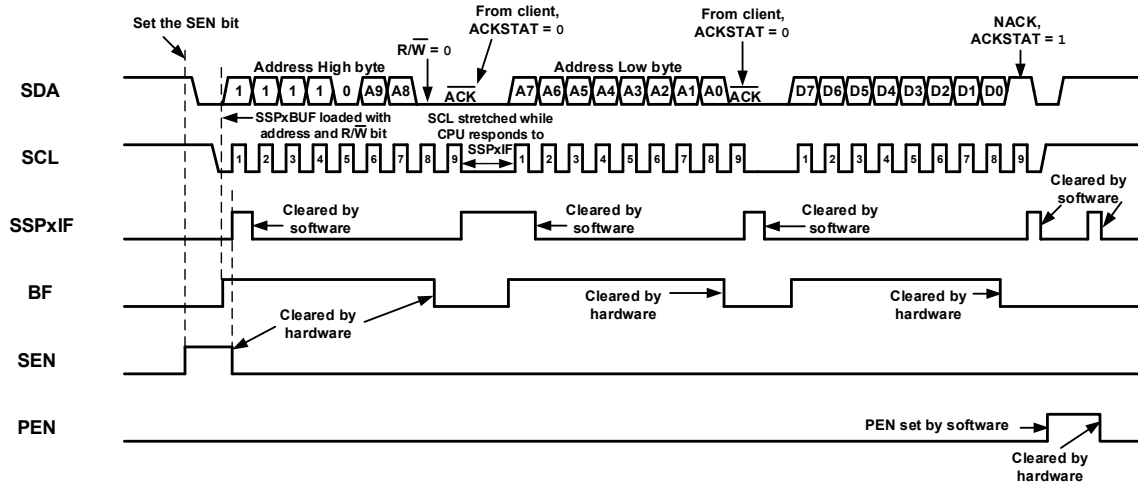 Set the SEN bit
From client,
ACKSTAT = 0
R/W = 0
From client,
ACKSTAT = 0
NACK,
ACKSTAT = 1
SDA
Address High byte
1 1 1 1 0 A9 A8
ACK
Address Low byte
A7 A6 A5 A4 A3 A2 A1 A0
ACK
D7 D6 D5 D4 D3 D2 D1 D0
SSPxBUF loaded with
address and R/W bit
SCL stretched while
CPU responds to
SSPxIF
SCL
1 2 3 4 5 6 7 8 9
1 2 3 4 5 6 7 8 9
1 2 3 4 5 6 7 8 9
SSPxIF
Cleared by
software
Cleared by
software
Cleared by
software
Cleared by
software
BF
Cleared by
hardware
Cleared by
hardware
Cleared by
hardware
SEN
PEN
PEN set by software
Cleared by
hardware